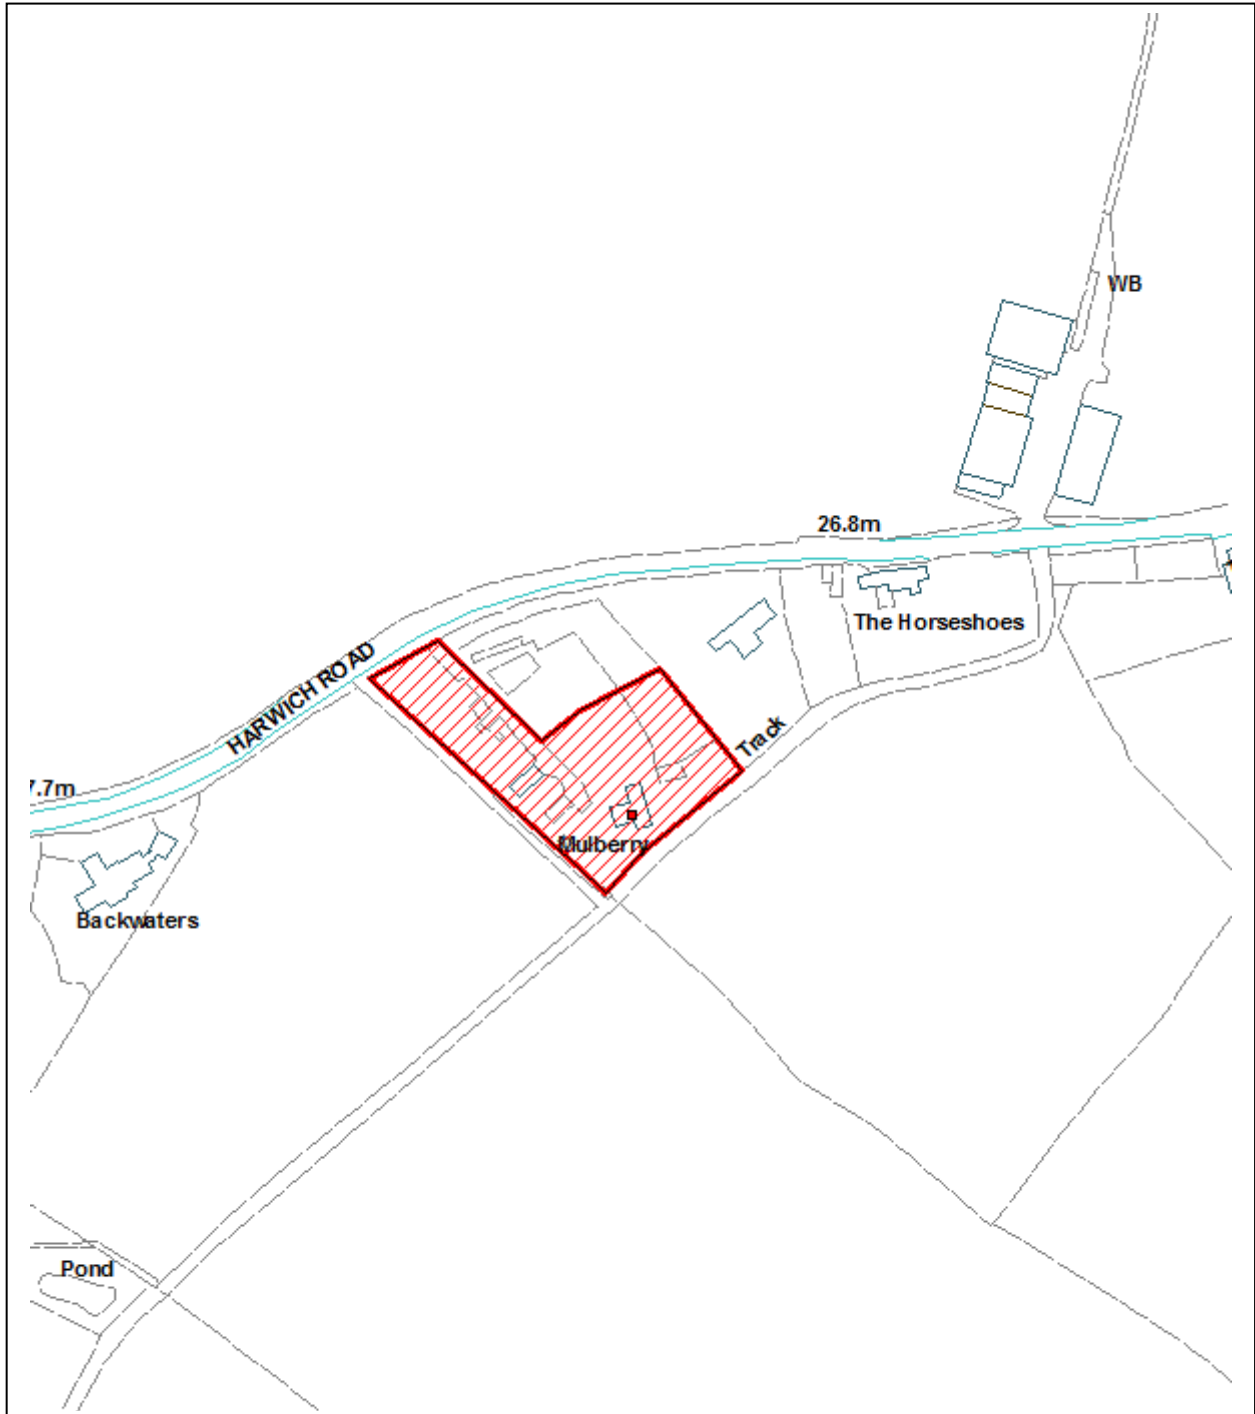 WB
26.8m
The Horseshoes
HARWICH ROAD
Track
7.7m
Mulberry
Backwaters
Pond